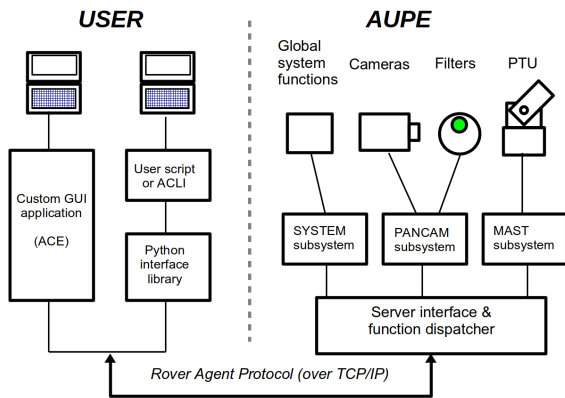 USER
AUPE
Global
system
functions
Cameras
Filters
PTU
Custom GUI
application
(ACE)
User script
or ACLI
Python
interface
library
SYSTEM
subsystem
PANCAM
subsystem
MAST
subsystem
Server interface &
function dispatcher
Rover Agent Protocol (over TCP/IP)